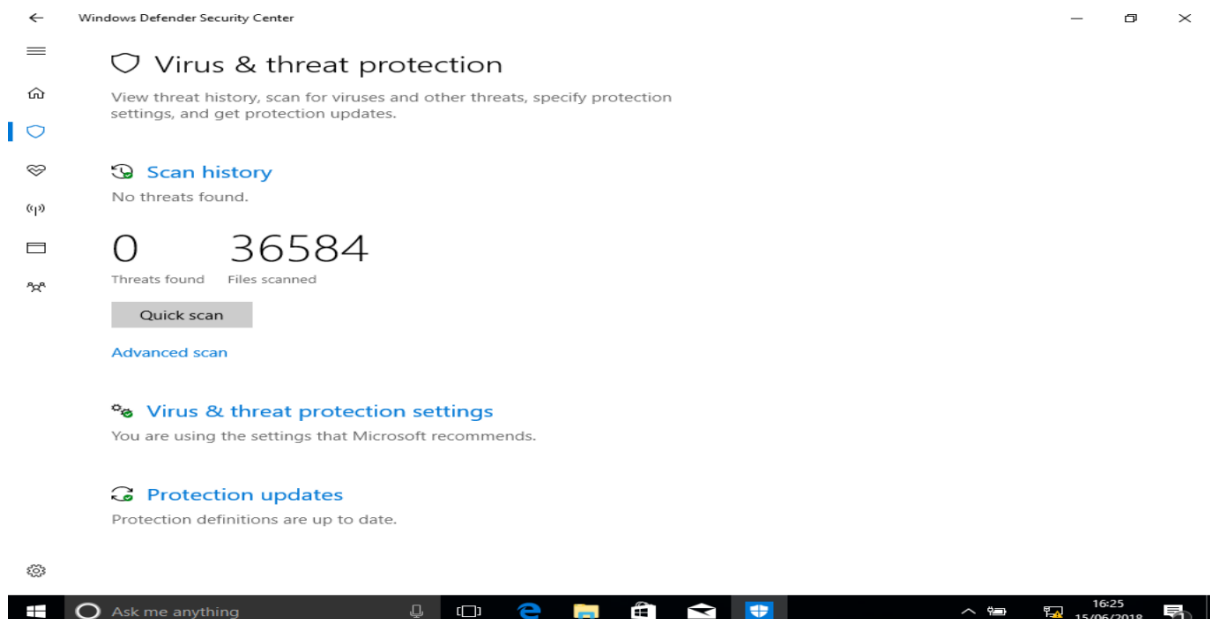 Windows Defender Security Center
Virus & threat protection
View threat history, scan for viruses and other threats, specify protection
settings, and get protection updates.
Scan history
No threats found.
0 36584
Threats found Files scanned
Quick scan
Advanced scan
Virus & threat protection settings
You are using the settings that Microsoft recommends.
Protection updates
Protection definitions are up to date.
Ask me anything
16:25
15/06/2018